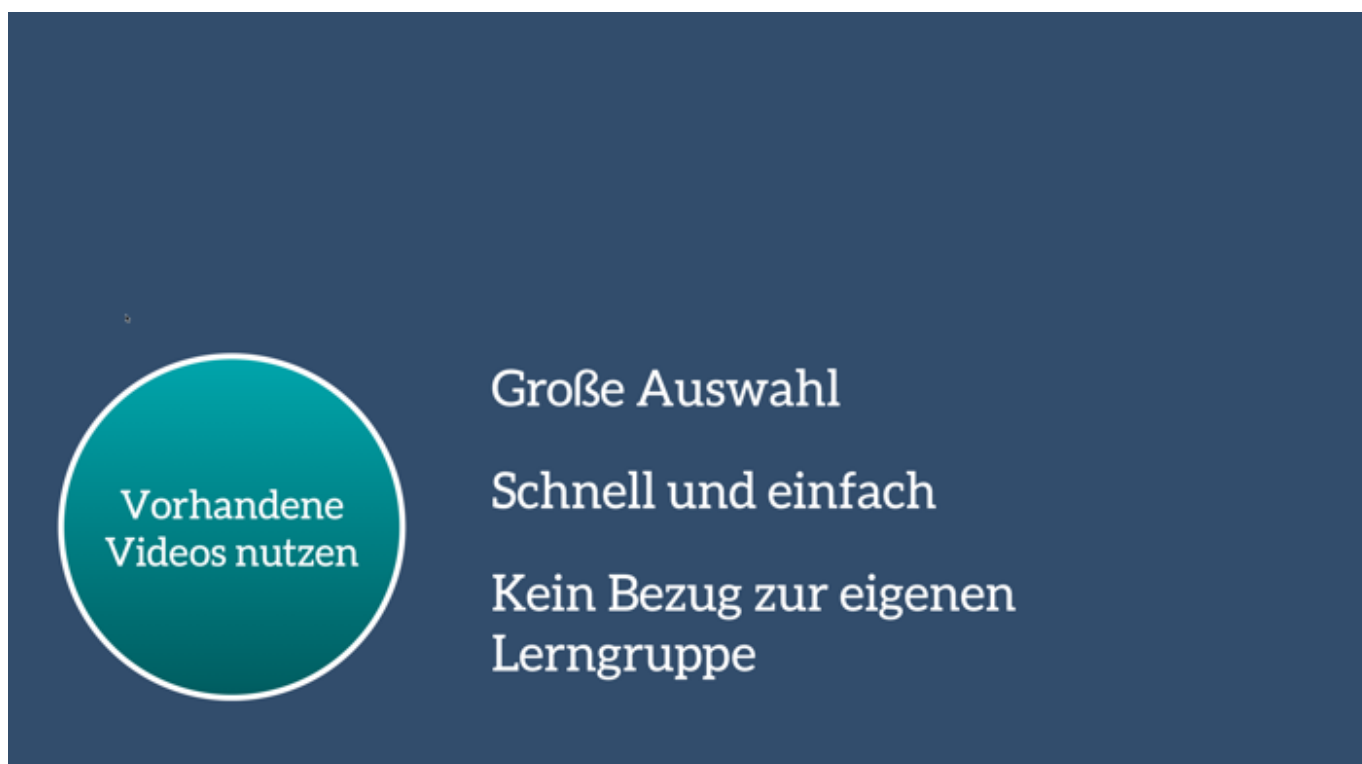 Vorhandene
Videos nutzen
Große Auswahl
Schnell und einfach
Kein Bezug zur eigenen
Lerngruppe